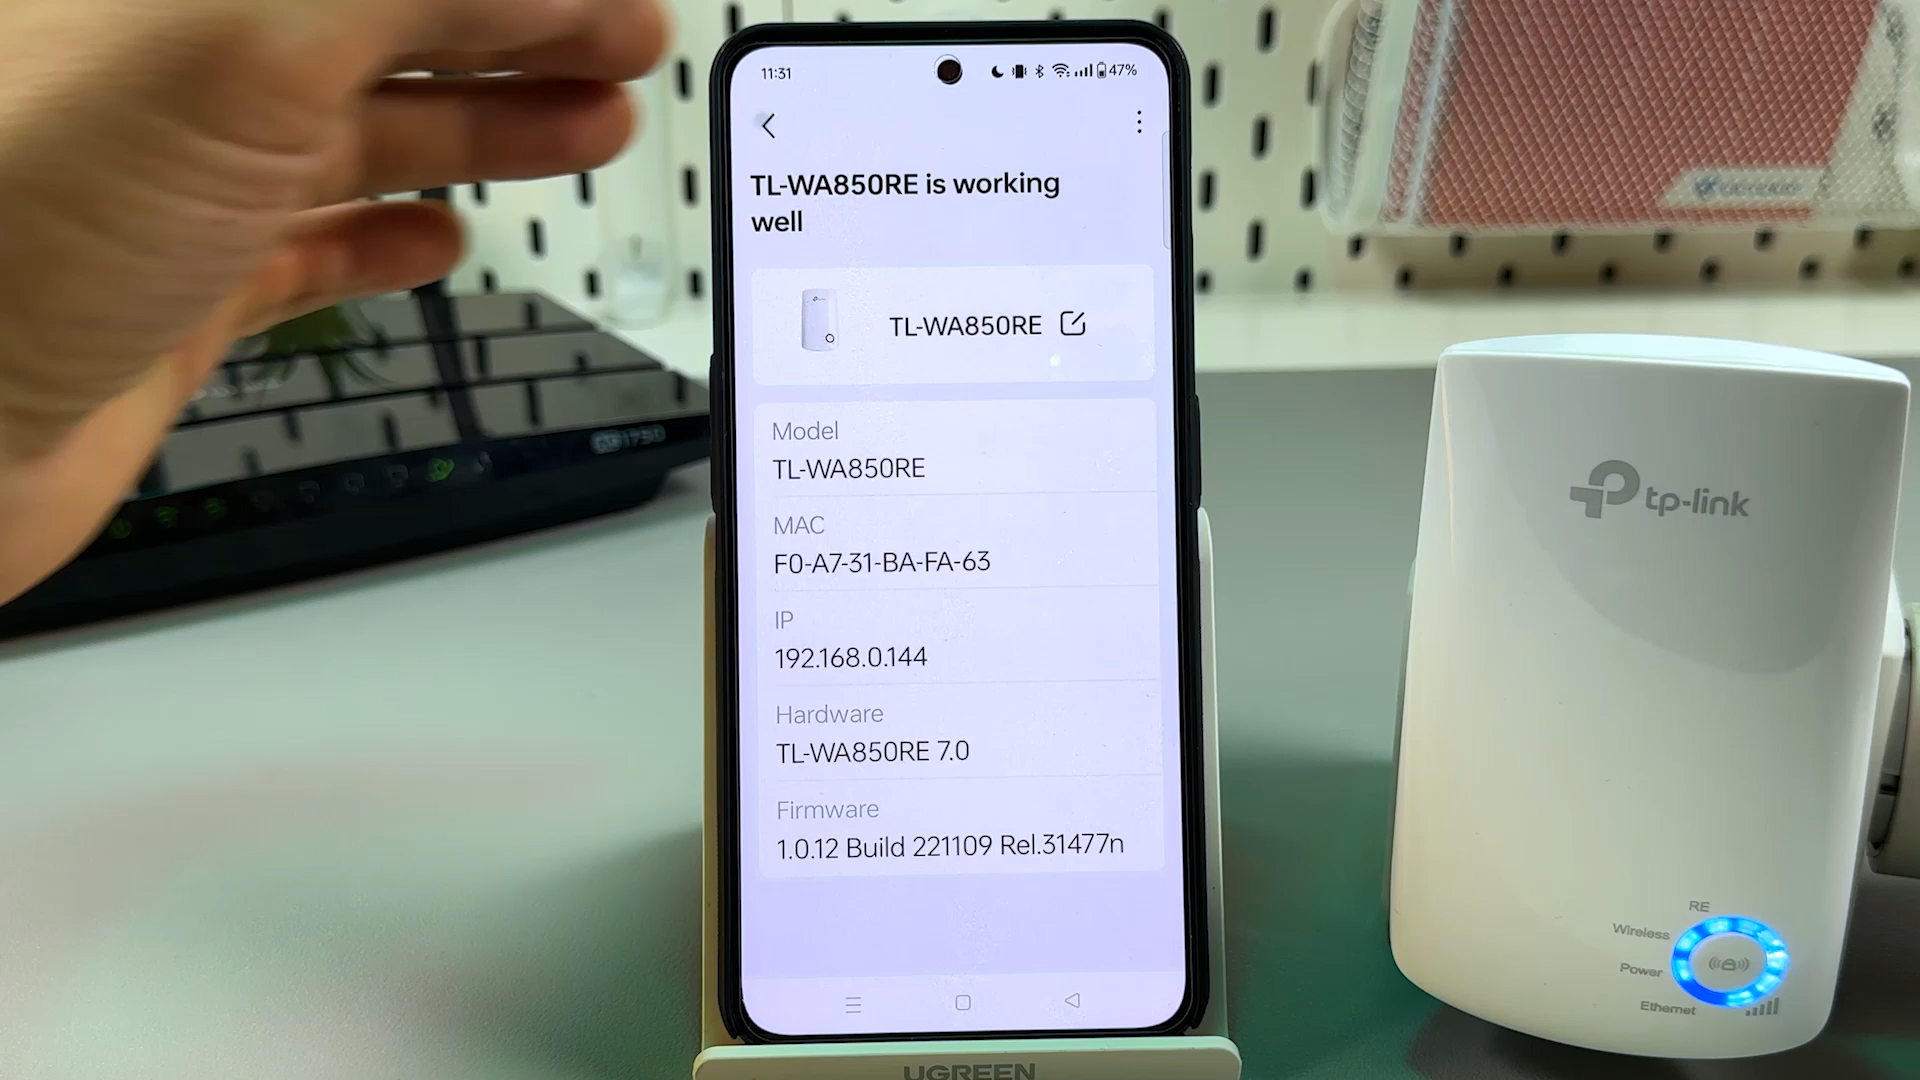 11:31
47%
TL-WA850RE is working
well
TL-WA850RE
Model
TL-WA850RE
MAC
F0-A7-31-BA-FA-63
IP
192.168.0.144
Hardware
TL-WA850RE 7.0
Firmware
1.0.12 Build 221109 Rel.31477n
UGREEN
tp-link
RE
Wireless
Power
Ethernet